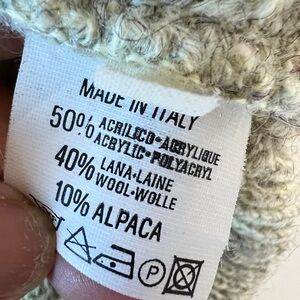 MADE IN ITALY
50% ACRILICO•ACRYLIQUE
ACRYLIC•POLYACRYL
40% LANA•LAINE
WOOL•WOLLE
10% ALPACA
P